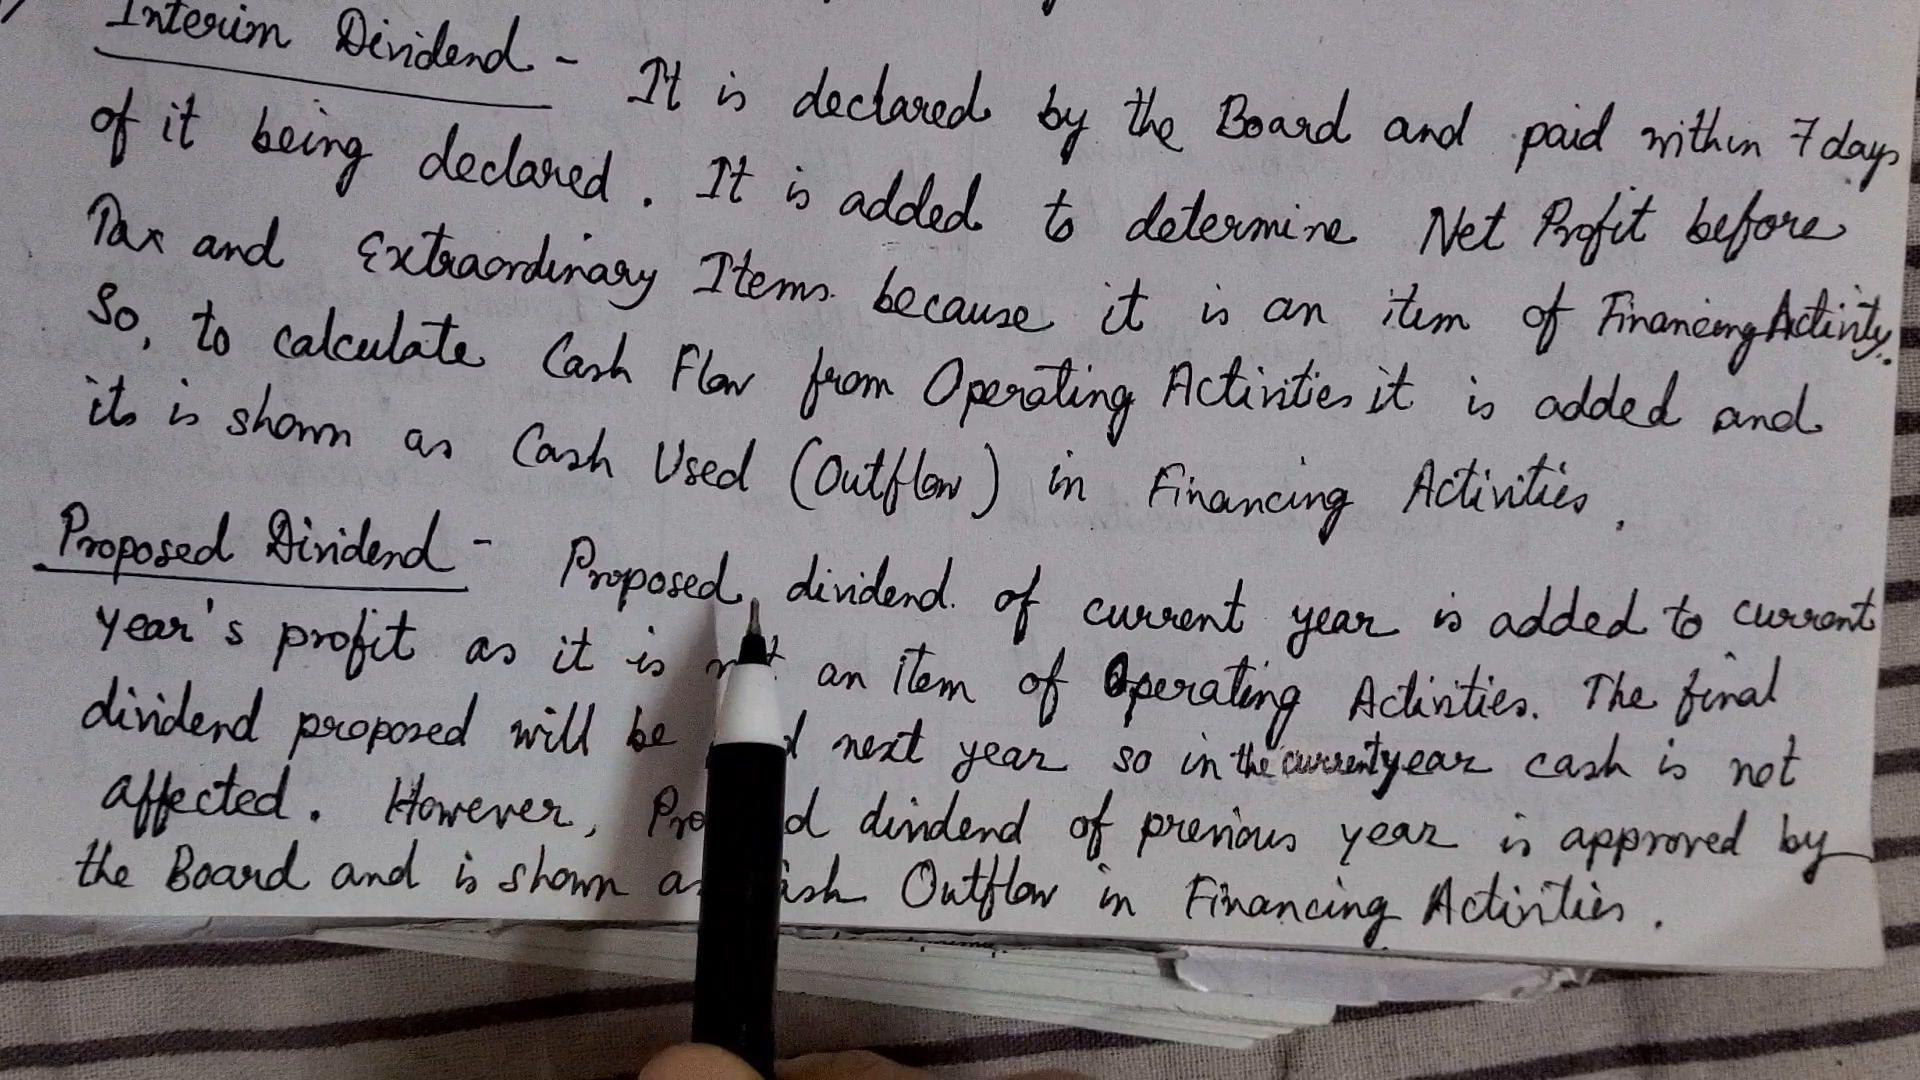 Interim Dividend - It is declared by the Board and paid within 7 days
of it being declared. It is added to determine Net Profit before
Tax and Extraordinary Items because it is an item of Financing Activity.
So, to calculate Cash Flow from Operating Activities it is added and
it is shown as Cash Used (Outflow) in Financing Activities.
Proposed Dividend - Proposed dividend of current year is added to current
year's profit as it is an item of Operating Activities. The final
dividend proposed will be next year so in the current year cash is not
affected. However, dividend of previous year is approved by
the Board and is shown Outflow in Financing Activities.